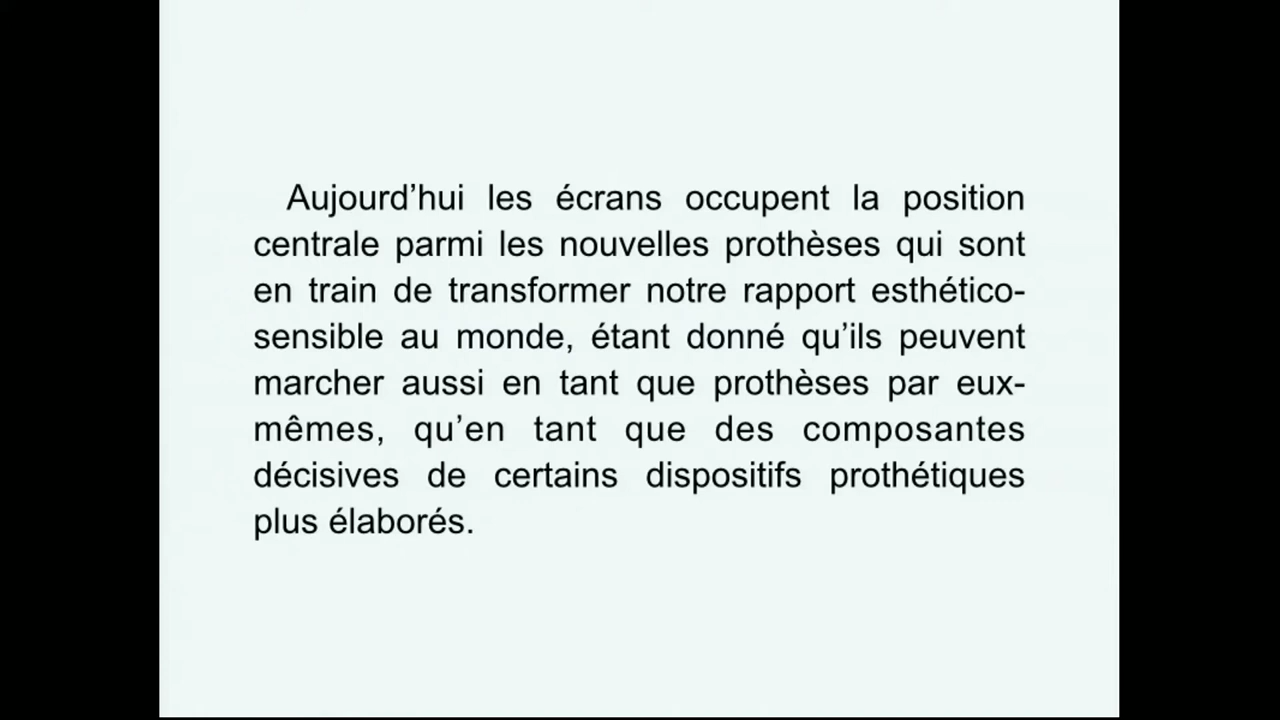 Aujourd’hui les écrans occupent la position
centrale parmi les nouvelles prothèses qui sont
en train de transformer notre rapport esthético-
sensible au monde, étant donné qu’ils peuvent
marcher aussi en tant que prothèses par eux-
mêmes, qu’en tant que des composantes
décisives de certains dispositifs prothétiques
plus élaborés.